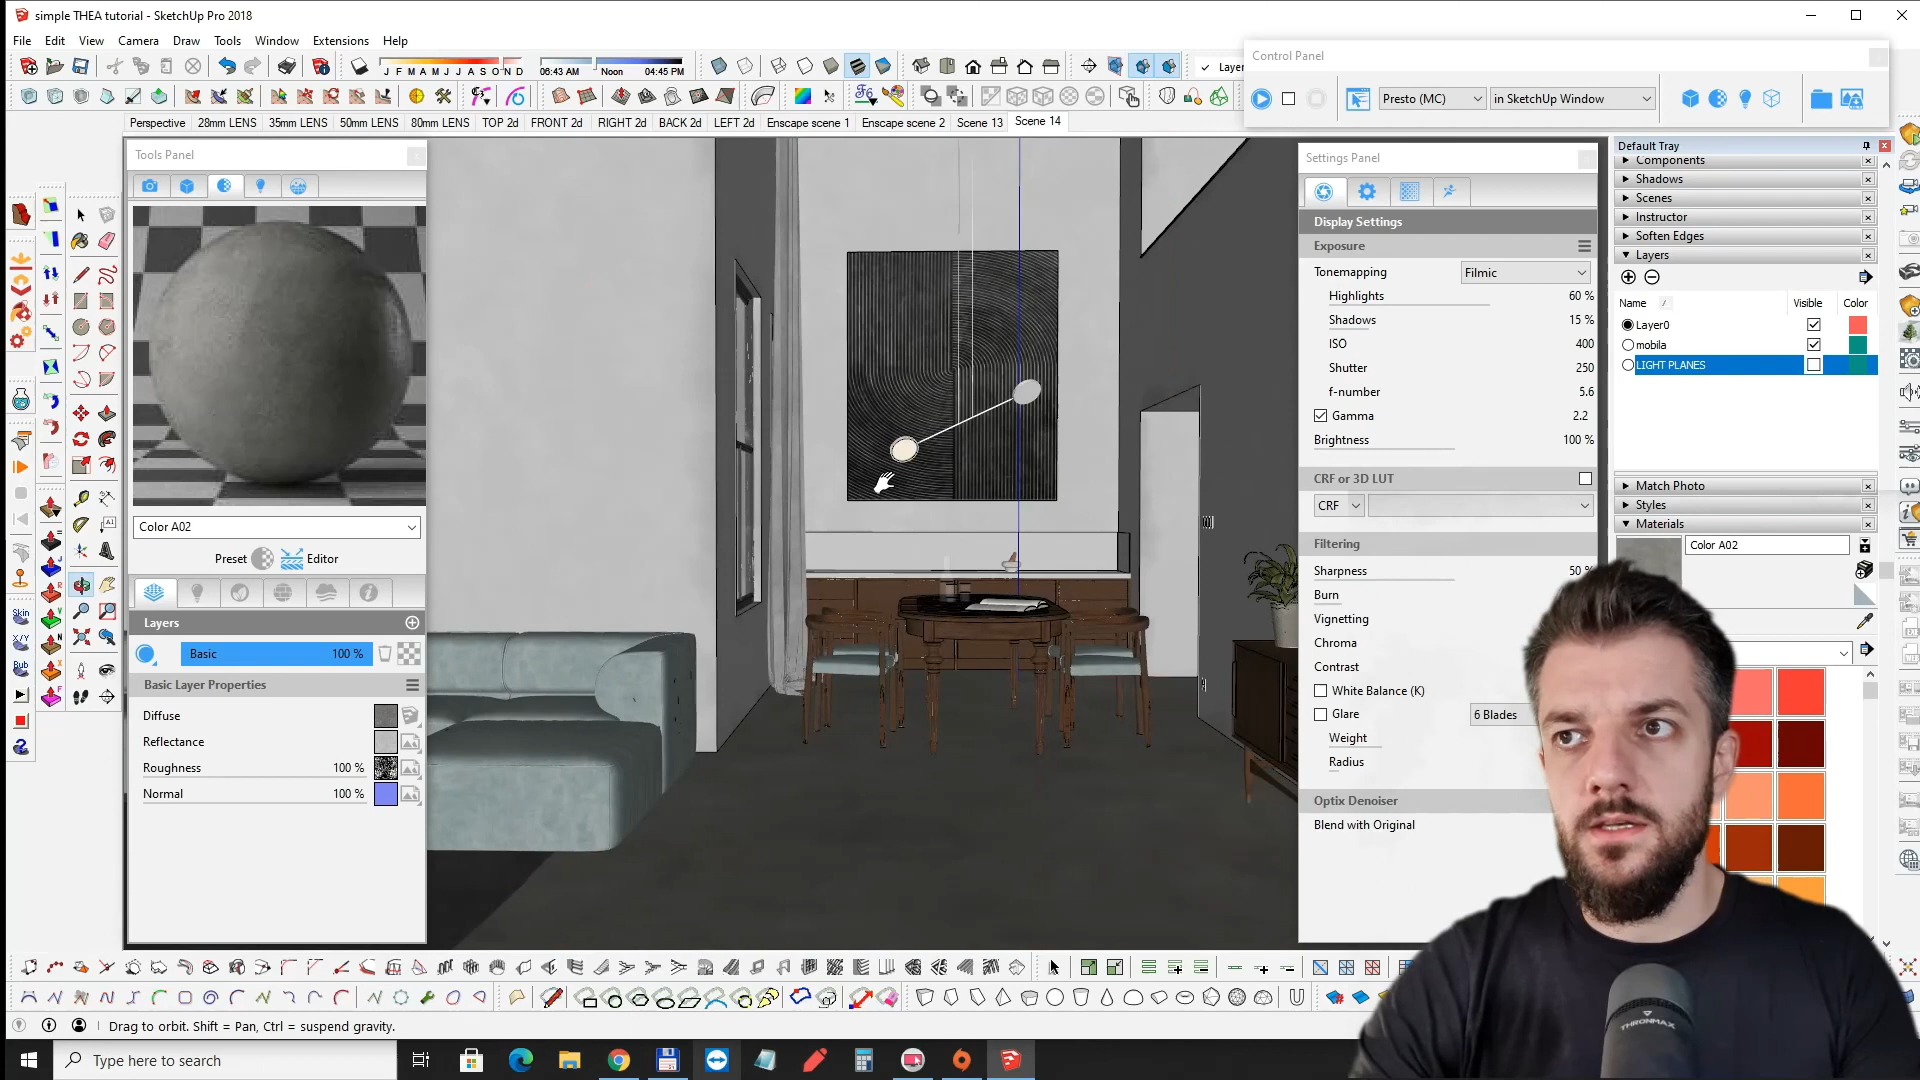 simple THEA tutorial - SketchUp Pro 2018
File Edit View Camera Draw Tools Window Extensions Help
J F M A M J J A S O N D
06:43 AM Noon 04:45 PM
Layer
Control Panel
Presto (MC) in SketchUp Window
Perspective 28mm LENS 35mm LENS 50mm LENS 80mm LENS TOP 2d FRONT 2d RIGHT 2d BACK 2d LEFT 2d Enscape scene 1 Enscape scene 2 Scene 13 Scene 14
Tools Panel
Color A02
Preset Editor
Layers
Basic 100 %
Basic Layer Properties
Diffuse
Reflectance
Roughness 100 %
Normal 100 %
Skin
X/Y
Bub
Settings Panel
Display Settings
Exposure
Tonemapping Filmic
Highlights 60 %
Shadows 15 %
ISO 400
Shutter 250
f-number 5.6
Gamma 2.2
Brightness 100 %
CRF or 3D LUT
CRF
Filtering
Sharpness 50 %
Burn
Vignetting
Chroma
Contrast
White Balance (K)
Glare 6 Blades
Weight
Radius
Optix Denoiser
Blend with Original
Default Tray
Components
Shadows
Scenes
Instructor
Soften Edges
Layers
Name Visible Color
Layer0
mobila
LIGHT PLANES
Match Photo
Styles
Materials
Color A02
THRONMAX
Drag to orbit. Shift = Pan, Ctrl = suspend gravity.
Type here to search